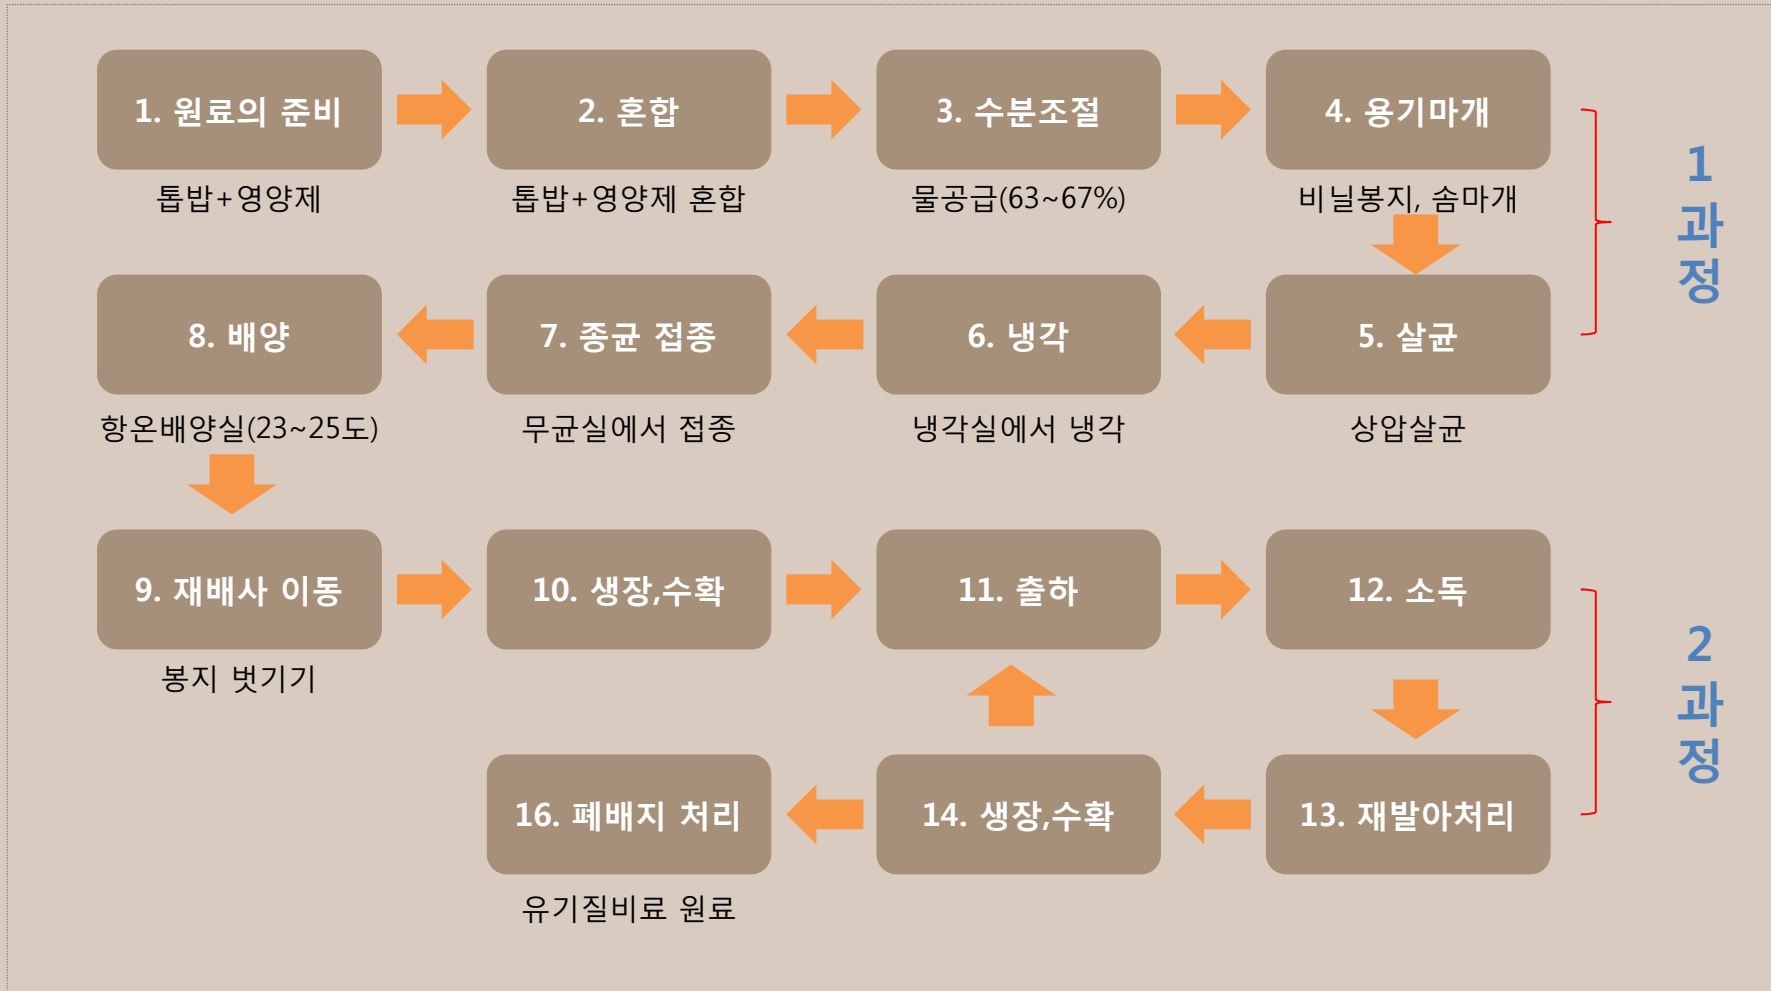 1. 원료의 준비
톱밥+영양제
2. 혼합
톱밥+영양제 혼합
3. 수분조절
물공급(63~67%)
4. 용기마개
비닐봉지, 솜마개
1
과
정
5. 살균
상압살균
6. 냉각
냉각실에서 냉각
7. 종균 접종
무균실에서 접종
8. 배양
항온배양실(23~25도)
9. 재배사 이동
봉지 벗기기
10. 생장,수확
11. 출하
12. 소독
2
과
정
13. 재발아처리
14. 생장,수확
16. 폐배지 처리
유기질비료 원료